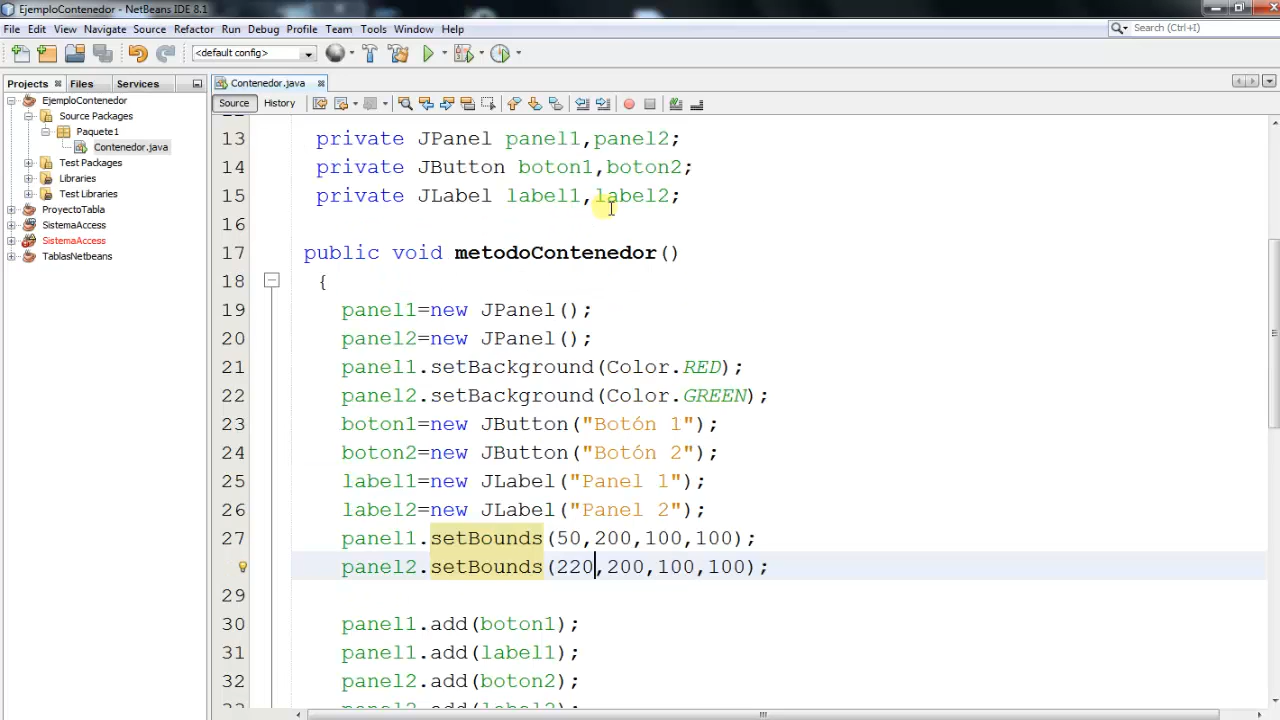 EjemploContenedor - NetBeans IDE 8.1
File Edit View Navigate Source Refactor Run Debug Profile Team Tools Window Help
Search (Ctrl+I)
<default config>
Projects Files Services
Contenedor.java
EjemploContenedor
Source Packages
Paquete1
Contenedor.java
Test Packages
Libraries
Test Libraries
ProyectoTabla
SistemaAccess
SistemaAccess
TablasNetbeans
Source History
13 private JPanel panel1,panel2;
14 private JButton boton1,boton2;
15 private JLabel label1,label2;
16
17 public void metodoContenedor()
18 {
19 panel1=new JPanel();
20 panel2=new JPanel();
21 panel1.setBackground(Color.RED);
22 panel2.setBackground(Color.GREEN);
23 boton1=new JButton("Botón 1");
24 boton2=new JButton("Botón 2");
25 label1=new JLabel("Panel 1");
26 label2=new JLabel("Panel 2");
27 panel1.setBounds(50,200,100,100);
28 panel2.setBounds(220,200,100,100);
29
30 panel1.add(boton1);
31 panel1.add(label1);
32 panel2.add(boton2);